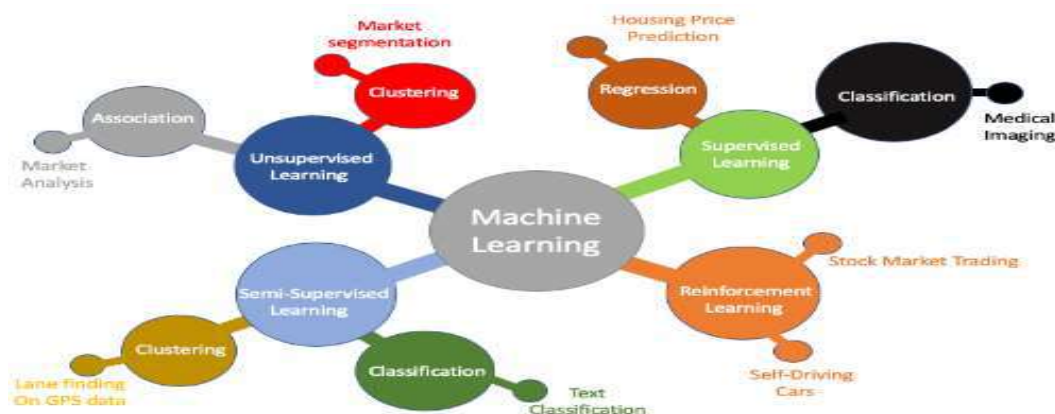 Market
segmentation
Clustering
Association
Market
Analysis
Unsupervised
Learning
Housing Price
Prediction
Regression
Classification
Medical
Imaging
Supervised
Learning
Machine
Learning
Semi-Supervised
Learning
Clustering
Lane finding
On GPS data
Classification
Text
Classification
Reinforcement
Learning
Stock Market Trading
Self-Driving
Cars